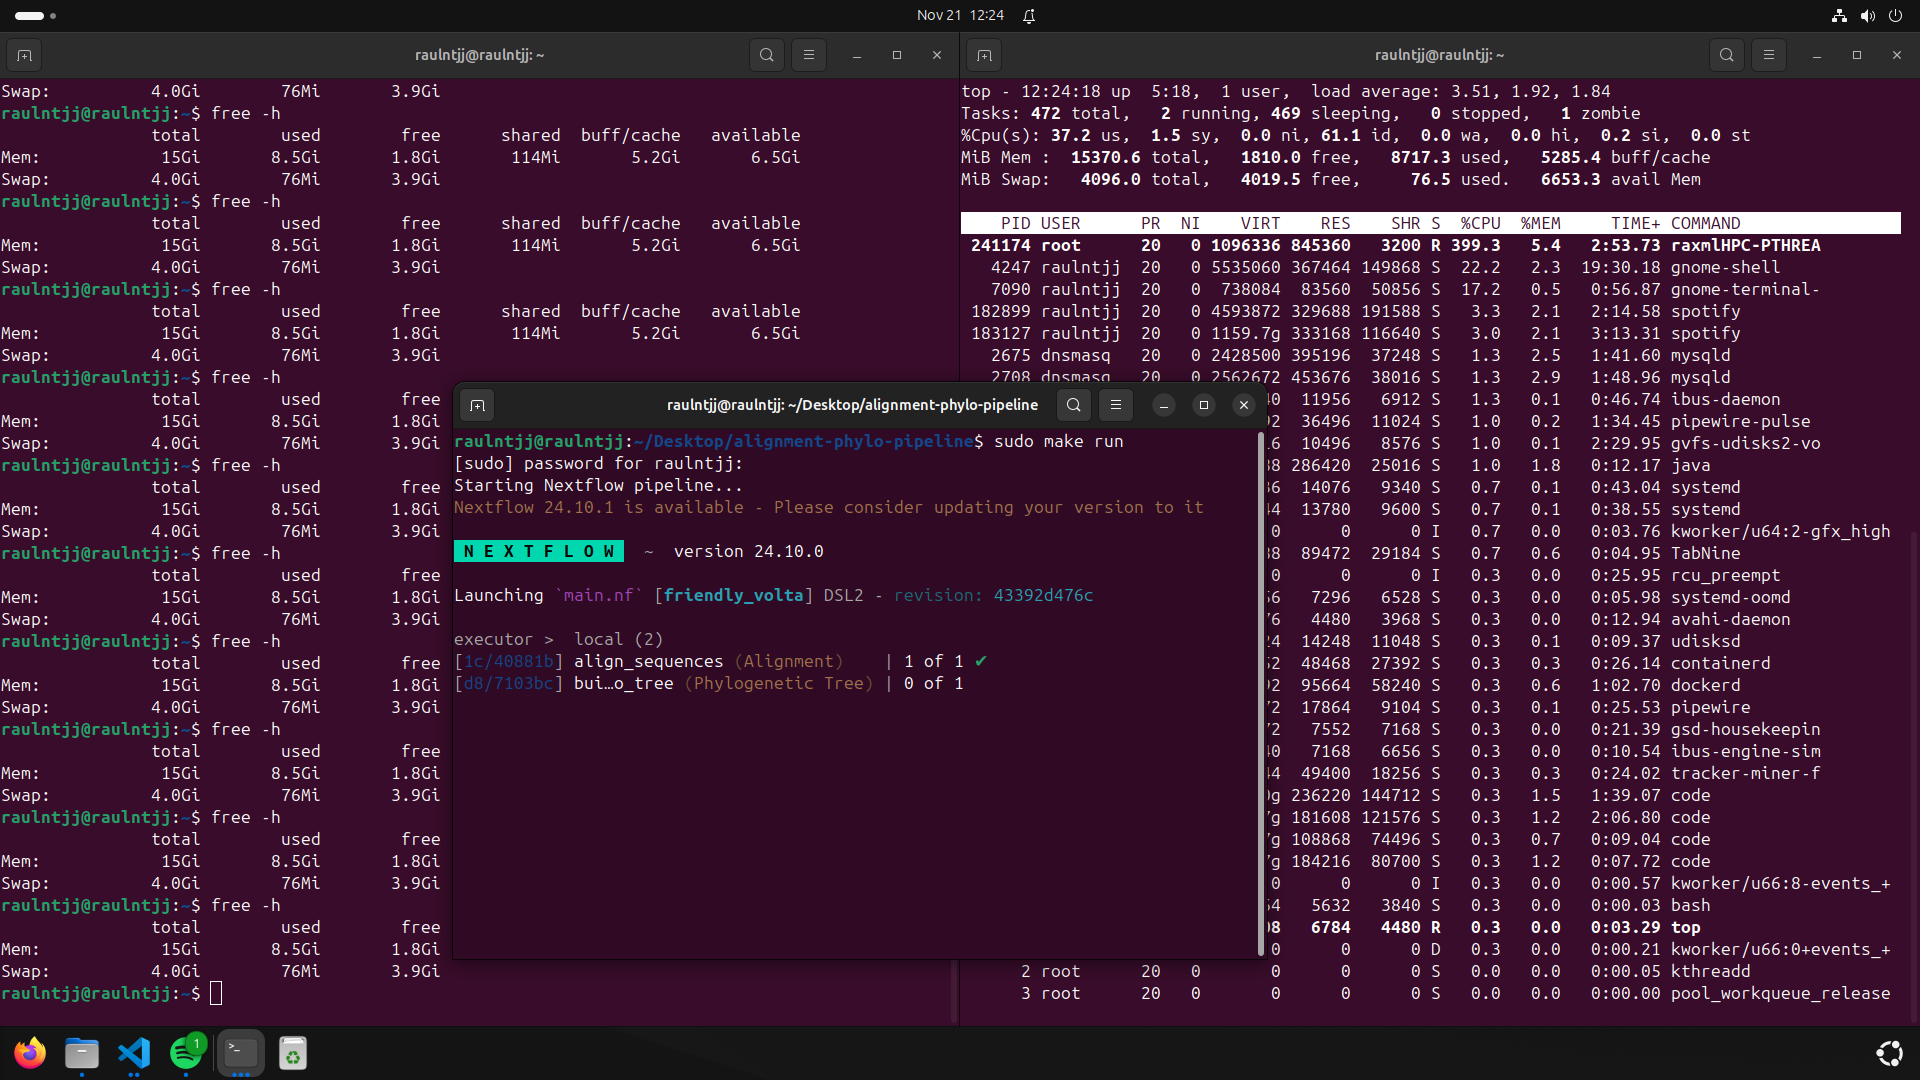 Nov 21 12:24
raulntjj@raulntjj: ~
Swap: 4.0Gi 76Mi 3.9Gi
raulntjj@raulntjj:~$ free -h
total used free shared buff/cache available
Mem: 15Gi 8.5Gi 1.8Gi 114Mi 5.2Gi 6.5Gi
Swap: 4.0Gi 76Mi 3.9Gi
raulntjj@raulntjj:~$ free -h
total used free shared buff/cache available
Mem: 15Gi 8.5Gi 1.8Gi 114Mi 5.2Gi 6.5Gi
Swap: 4.0Gi 76Mi 3.9Gi
raulntjj@raulntjj:~$ free -h
total used free shared buff/cache available
Mem: 15Gi 8.5Gi 1.8Gi 114Mi 5.2Gi 6.5Gi
Swap: 4.0Gi 76Mi 3.9Gi
raulntjj@raulntjj:~$ free -h
total used free
Mem: 15Gi 8.5Gi 1.8Gi
Swap: 4.0Gi 76Mi 3.9Gi
raulntjj@raulntjj:~$ free -h
total used free
Mem: 15Gi 8.5Gi 1.8Gi
Swap: 4.0Gi 76Mi 3.9Gi
raulntjj@raulntjj:~$ free -h
total used free
Mem: 15Gi 8.5Gi 1.8Gi
Swap: 4.0Gi 76Mi 3.9Gi
raulntjj@raulntjj:~$ free -h
total used free
Mem: 15Gi 8.5Gi 1.8Gi
Swap: 4.0Gi 76Mi 3.9Gi
raulntjj@raulntjj:~$ free -h
total used free
Mem: 15Gi 8.5Gi 1.8Gi
Swap: 4.0Gi 76Mi 3.9Gi
raulntjj@raulntjj:~$ free -h
total used free
Mem: 15Gi 8.5Gi 1.8Gi
Swap: 4.0Gi 76Mi 3.9Gi
raulntjj@raulntjj:~$ free -h
total used free
Mem: 15Gi 8.5Gi 1.8Gi
Swap: 4.0Gi 76Mi 3.9Gi
raulntjj@raulntjj:~$
raulntjj@raulntjj: ~/Desktop/alignment-phylo-pipeline
raulntjj@raulntjj:~/Desktop/alignment-phylo-pipeline$ sudo make run
[sudo] password for raulntjj:
Starting Nextflow pipeline...
Nextflow 24.10.1 is available - Please consider updating your version to it
N E X T F L O W ~ version 24.10.0
Launching `main.nf` [friendly_volta] DSL2 - revision: 43392d476c
executor > local (2)
[1c/40881b] align_sequences (Alignment) | 1 of 1 ✔
[d8/7103bc] bui…o_tree (Phylogenetic Tree) | 0 of 1
raulntjj@raulntjj: ~
top - 12:24:18 up 5:18, 1 user, load average: 3.51, 1.92, 1.84
Tasks: 472 total, 2 running, 469 sleeping, 0 stopped, 1 zombie
%Cpu(s): 37.2 us, 1.5 sy, 0.0 ni, 61.1 id, 0.0 wa, 0.0 hi, 0.2 si, 0.0 st
MiB Mem : 15370.6 total, 1810.0 free, 8717.3 used, 5285.4 buff/cache
MiB Swap: 4096.0 total, 4019.5 free, 76.5 used. 6653.3 avail Mem
PID USER PR NI VIRT RES SHR S %CPU %MEM TIME+ COMMAND
241174 root 20 0 1096336 845360 3200 R 399.3 5.4 2:53.73 raxmlHPC-PTHREA
4247 raulntjj 20 0 5535060 367464 149868 S 22.2 2.3 19:30.18 gnome-shell
7090 raulntjj 20 0 738084 83560 50856 S 17.2 0.5 0:56.87 gnome-terminal-
182899 raulntjj 20 0 4593872 329688 191588 S 3.3 2.1 2:14.58 spotify
183127 raulntjj 20 0 1159.7g 333168 116640 S 3.0 2.1 3:13.31 spotify
2675 dnsmasq 20 0 2428500 395196 37248 S 1.3 2.5 1:41.60 mysqld
2708 dnsmasq 20 0 2562672 453676 38016 S 1.3 2.9 1:48.96 mysqld
40 11956 6912 S 1.3 0.1 0:46.74 ibus-daemon
92 36496 11024 S 1.0 0.2 1:34.45 pipewire-pulse
16 10496 8576 S 1.0 0.1 2:29.95 gvfs-udisks2-vo
38 286420 25016 S 1.0 1.8 0:12.17 java
36 14076 9340 S 0.7 0.1 0:43.04 systemd
44 13780 9600 S 0.7 0.1 0:38.55 systemd
0 0 0 I 0.7 0.0 0:03.76 kworker/u64:2-gfx_high
38 89472 29184 S 0.7 0.6 0:04.95 TabNine
0 0 0 I 0.3 0.0 0:25.95 rcu_preempt
56 7296 6528 S 0.3 0.0 0:05.98 systemd-oomd
76 4480 3968 S 0.3 0.0 0:12.94 avahi-daemon
24 14248 11048 S 0.3 0.1 0:09.37 udisksd
52 48468 27392 S 0.3 0.3 0:26.14 containerd
92 95664 58240 S 0.3 0.6 1:02.70 dockerd
72 17864 9104 S 0.3 0.1 0:25.53 pipewire
72 7552 7168 S 0.3 0.0 0:21.39 gsd-housekeepin
40 7168 6656 S 0.3 0.0 0:10.54 ibus-engine-sim
44 49400 18256 S 0.3 0.3 0:24.02 tracker-miner-f
g 236220 144712 S 0.3 1.5 1:39.07 code
g 181608 121576 S 0.3 1.2 2:06.80 code
g 108868 74496 S 0.3 0.7 0:09.04 code
g 184216 80700 S 0.3 1.2 0:07.72 code
0 0 0 I 0.3 0.0 0:00.57 kworker/u66:8-events_+
64 5632 3840 S 0.3 0.0 0:00.03 bash
08 6784 4480 R 0.3 0.0 0:03.29 top
0 0 0 D 0.3 0.0 0:00.21 kworker/u66:0+events_+
2 root 20 0 0 0 0 S 0.0 0.0 0:00.05 kthreadd
3 root 20 0 0 0 0 S 0.0 0.0 0:00.00 pool_workqueue_release
1